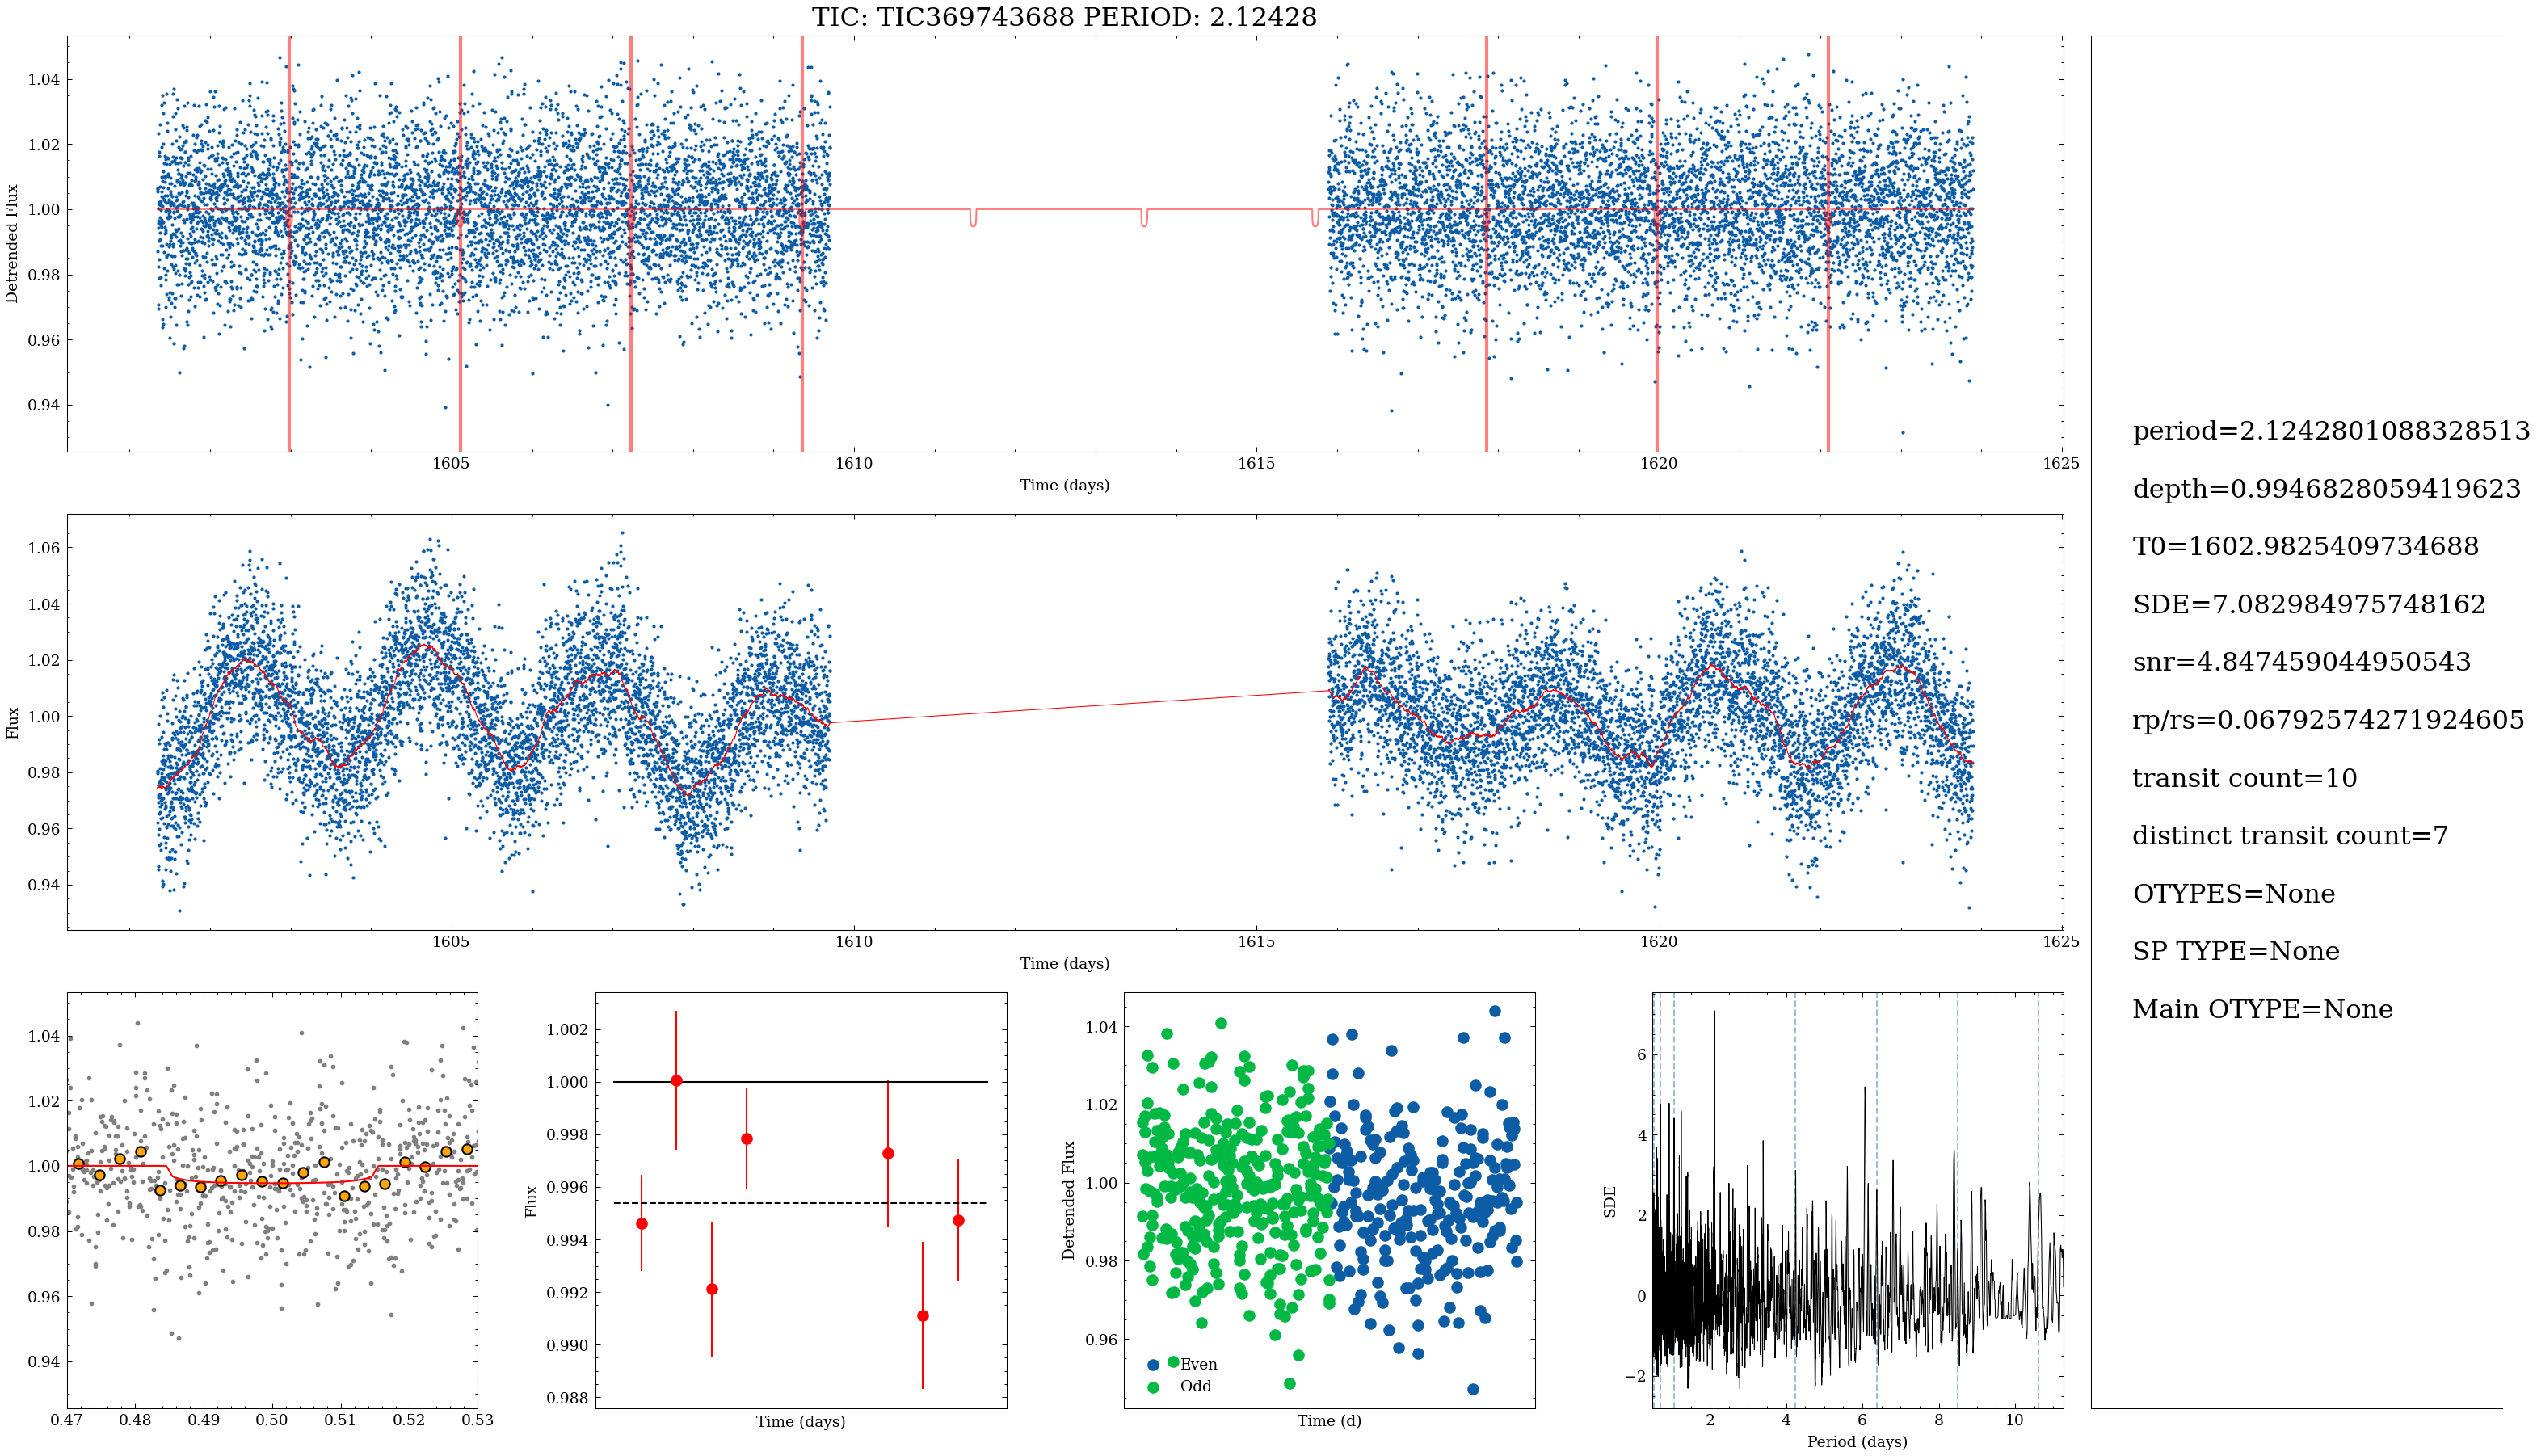 TIC: TIC369743688 PERIOD: 2.12428
1.04
1.02
1.00
0.98
0.96
0.94
Detrended Flux
1605
1610
1615
1620
1625
Time (days)
1.06
1.04
1.02
1.00
0.98
0.96
0.94
Flux
1605
1610
1615
1620
1625
Time (days)
period=2.1242801088328513
depth=0.9946828059419623
T0=1602.9825409734688
SDE=7.082984975748162
snr=4.847459044950543
rp/rs=0.06792574271924605
transit count=10
distinct transit count=7
OTYPES=None
SP TYPE=None
Main OTYPE=None
1.04
1.02
1.00
0.98
0.96
0.94
0.47
0.48
0.49
0.50
0.51
0.52
0.53
1.002
1.000
0.998
0.996
0.994
0.992
0.990
0.988
Flux
Time (days)
1.04
1.02
1.00
0.98
0.96
Detrended Flux
Even
Odd
Time (d)
6
4
2
0
−2
SDE
2
4
6
8
10
Period (days)